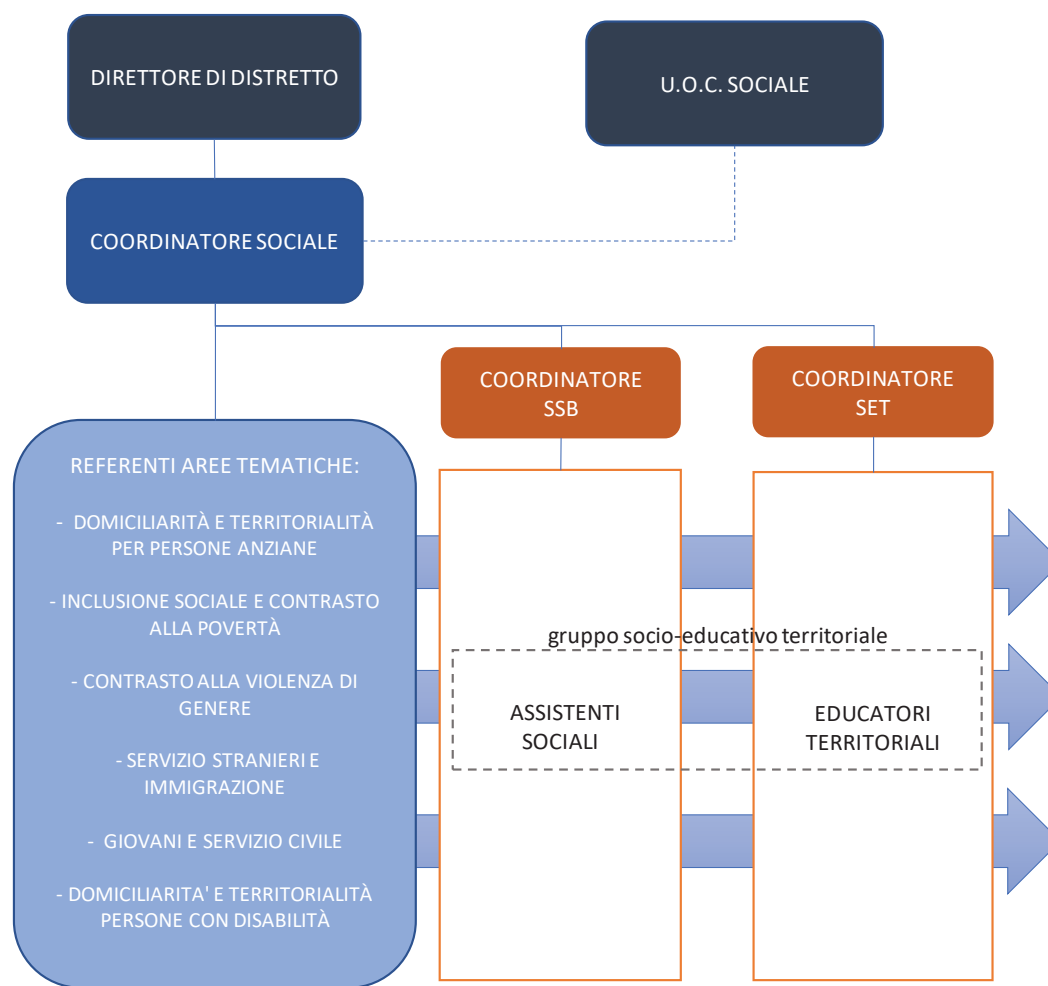 DIRETTORE DI DISTRETTO
U.O.C. SOCIALE
COORDINATORE SOCIALE
COORDINATORE
SSB
COORDINATORE
SET
REFERENTI AREE TEMATICHE:
- DOMICILIARITÀ E TERRITORIALITÀ
PER PERSONE ANZIANE
- INCLUSIONE SOCIALE E CONTRASTO
ALLA POVERTÀ
- CONTRASTO ALLA VIOLENZA DI
GENERE
- SERVIZIO STRANIERI E
IMMIGRAZIONE
- GIOVANI E SERVIZIO CIVILE
- DOMICILIARITA' E TERRITORIALITÀ
PERSONE CON DISABILITÀ
gruppo socio-educativo territoriale
ASSISTENTI
SOCIALI
EDUCATORI
TERRITORIALI